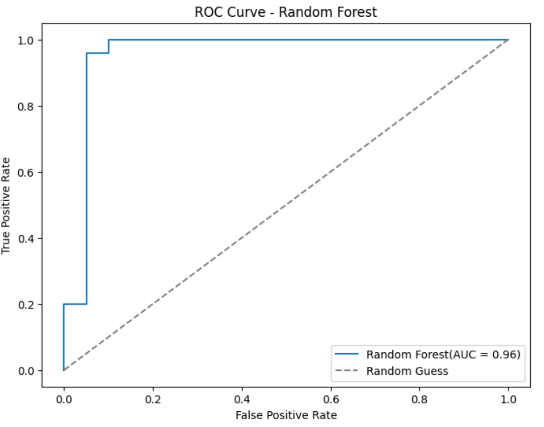 ROC Curve - Random Forest
True Positive Rate
1.0
0.8
0.6
0.4
0.2
0.0
Random Forest(AUC = 0.96)
Random Guess
0.0 0.2 0.4 0.6 0.8 1.0
False Positive Rate